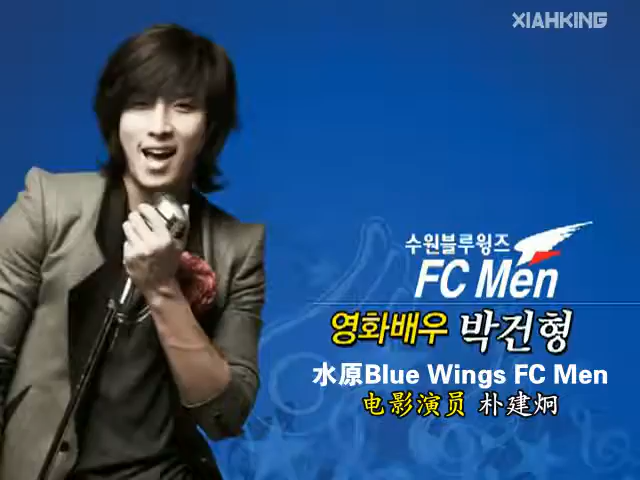 XIAHKING
수원블루윙즈
FC Men
영화배우 박건형
水原Blue Wings FC Men
电影演员 朴建炯